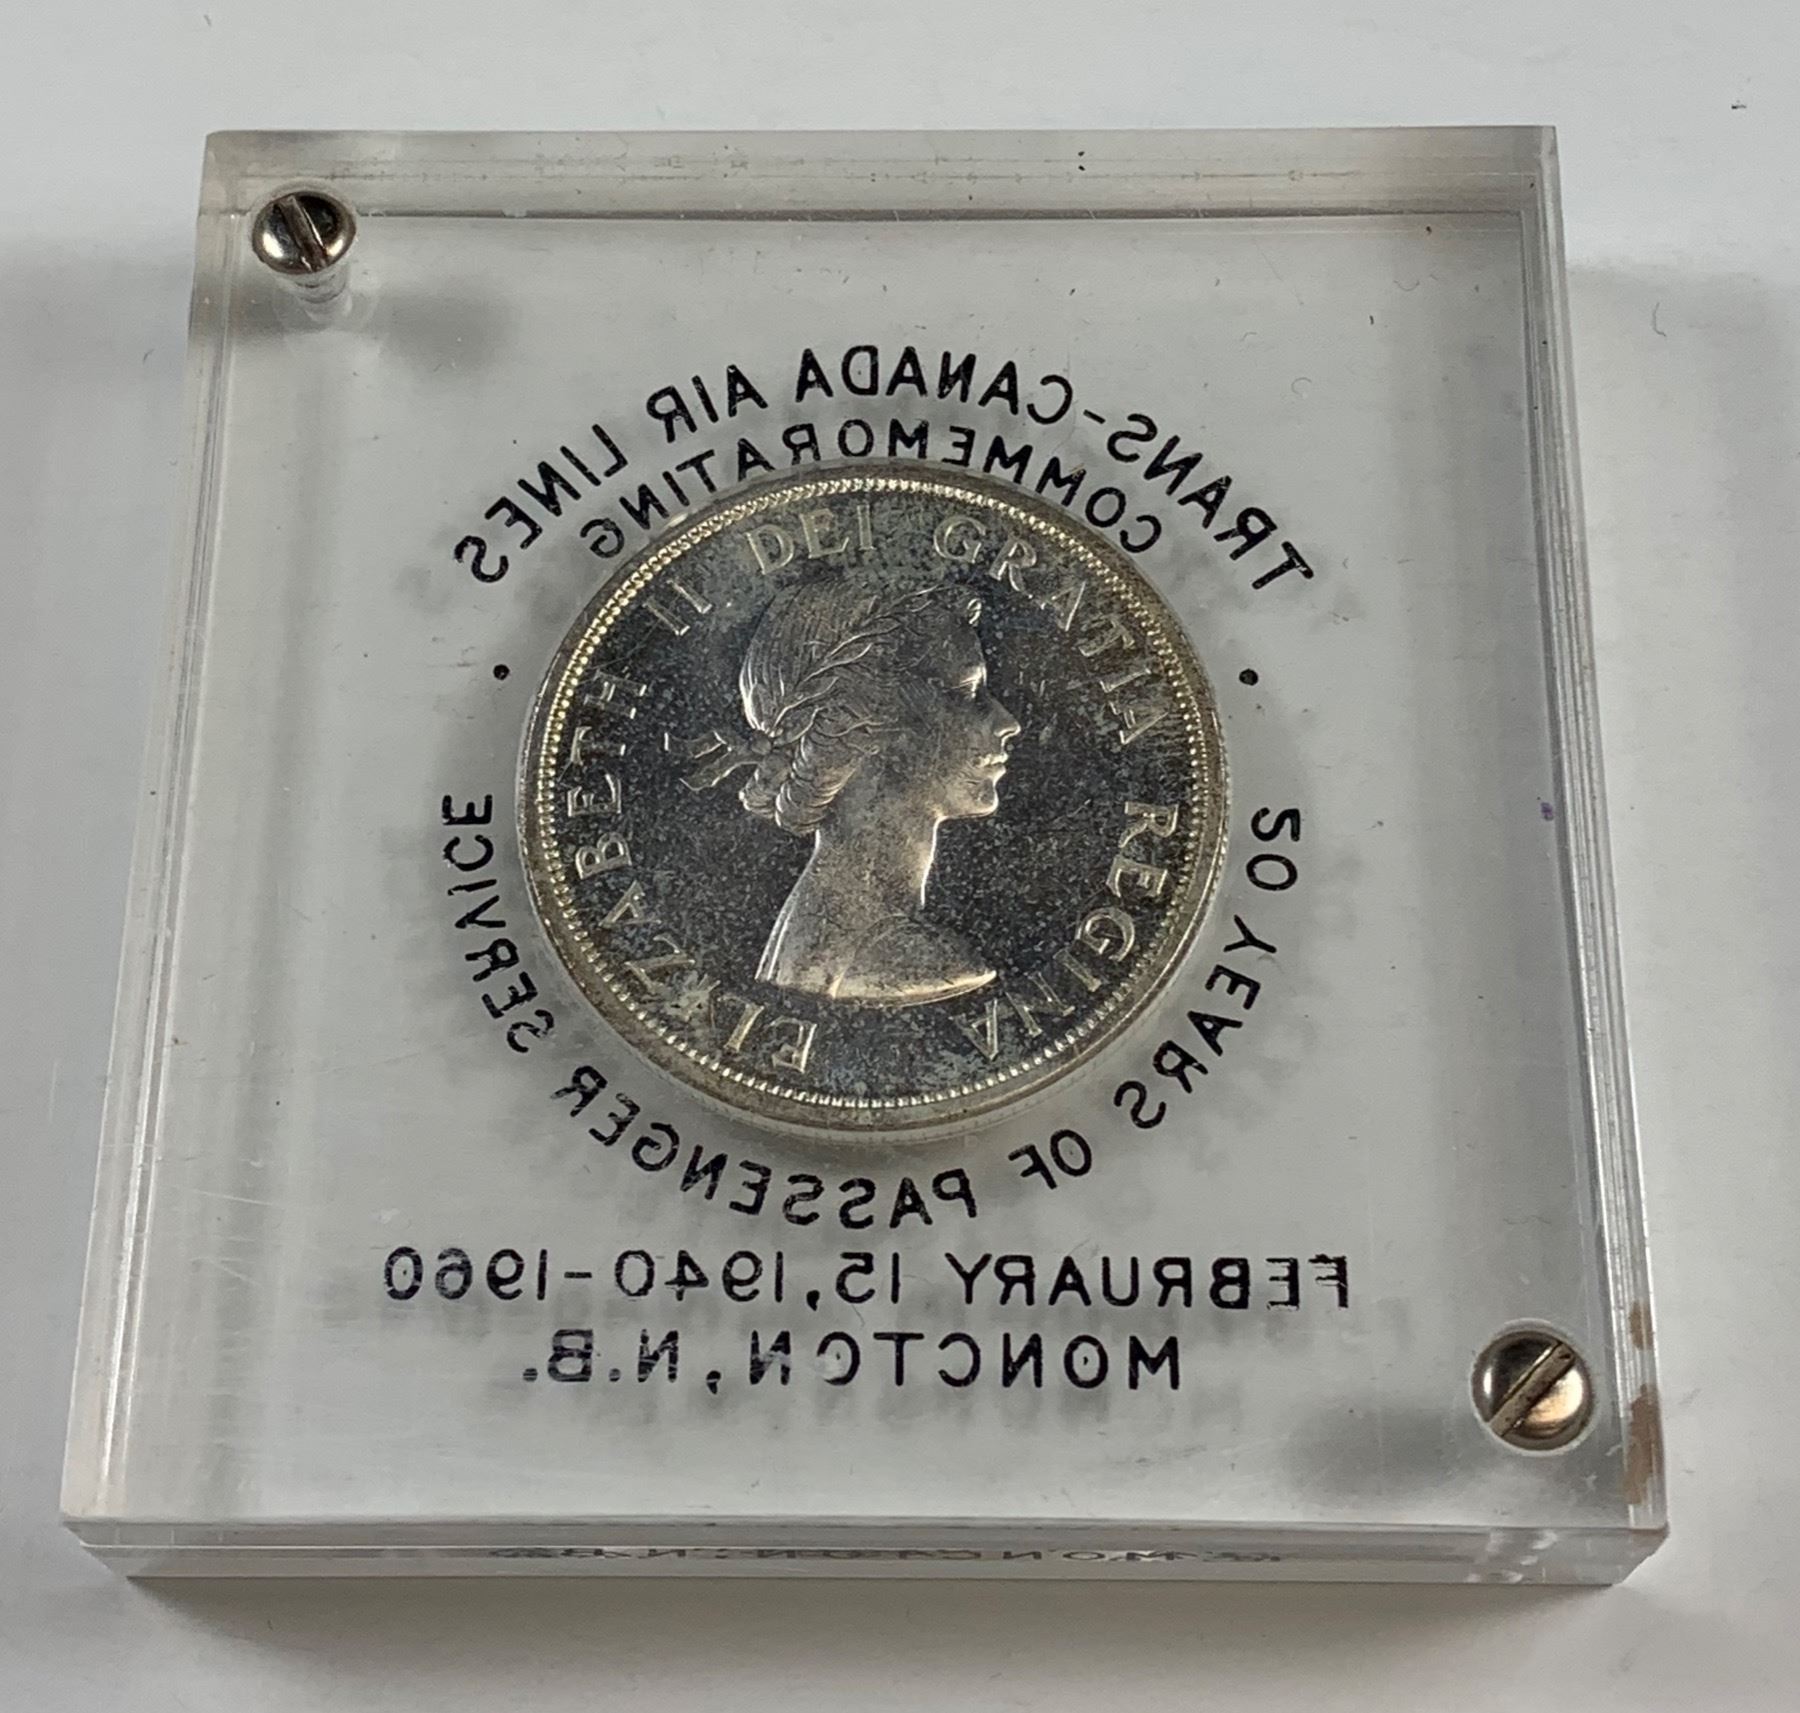 TRANS-CANADA AIR LINES
COMMEMORATING
ELIZABETH II DEI GRATIA REGINA
20 YEARS OF PASSENGER SERVICE
FEBRUARY 15, 1940-1960
MONCTON, N.B.